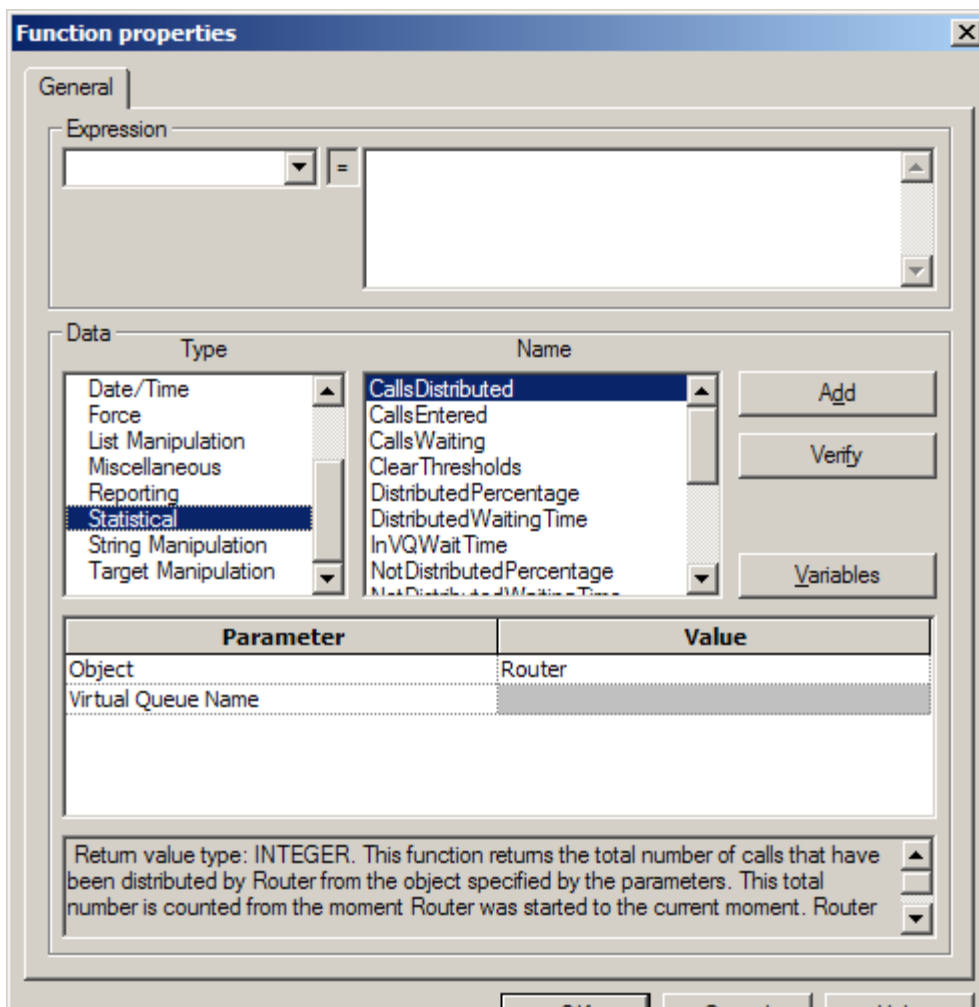 Function properties
General
Expression
=
Data
Type
Name
Date/Time
Force
List Manipulation
Miscellaneous
Reporting
Statistical
String Manipulation
Target Manipulation
CallsDistributed
CallsEntered
CallsWaiting
ClearThresholds
DistributedPercentage
DistributedWaitingTime
InVQWaitTime
NotDistributedPercentage
NotDistributedWaitingTime
Add
Verify
Variables
Parameter Value
Object Router
Virtual Queue Name
Return value type: INTEGER. This function returns the total number of calls that have
been distributed by Router from the object specified by the parameters. This total
number is counted from the moment Router was started to the current moment. Router